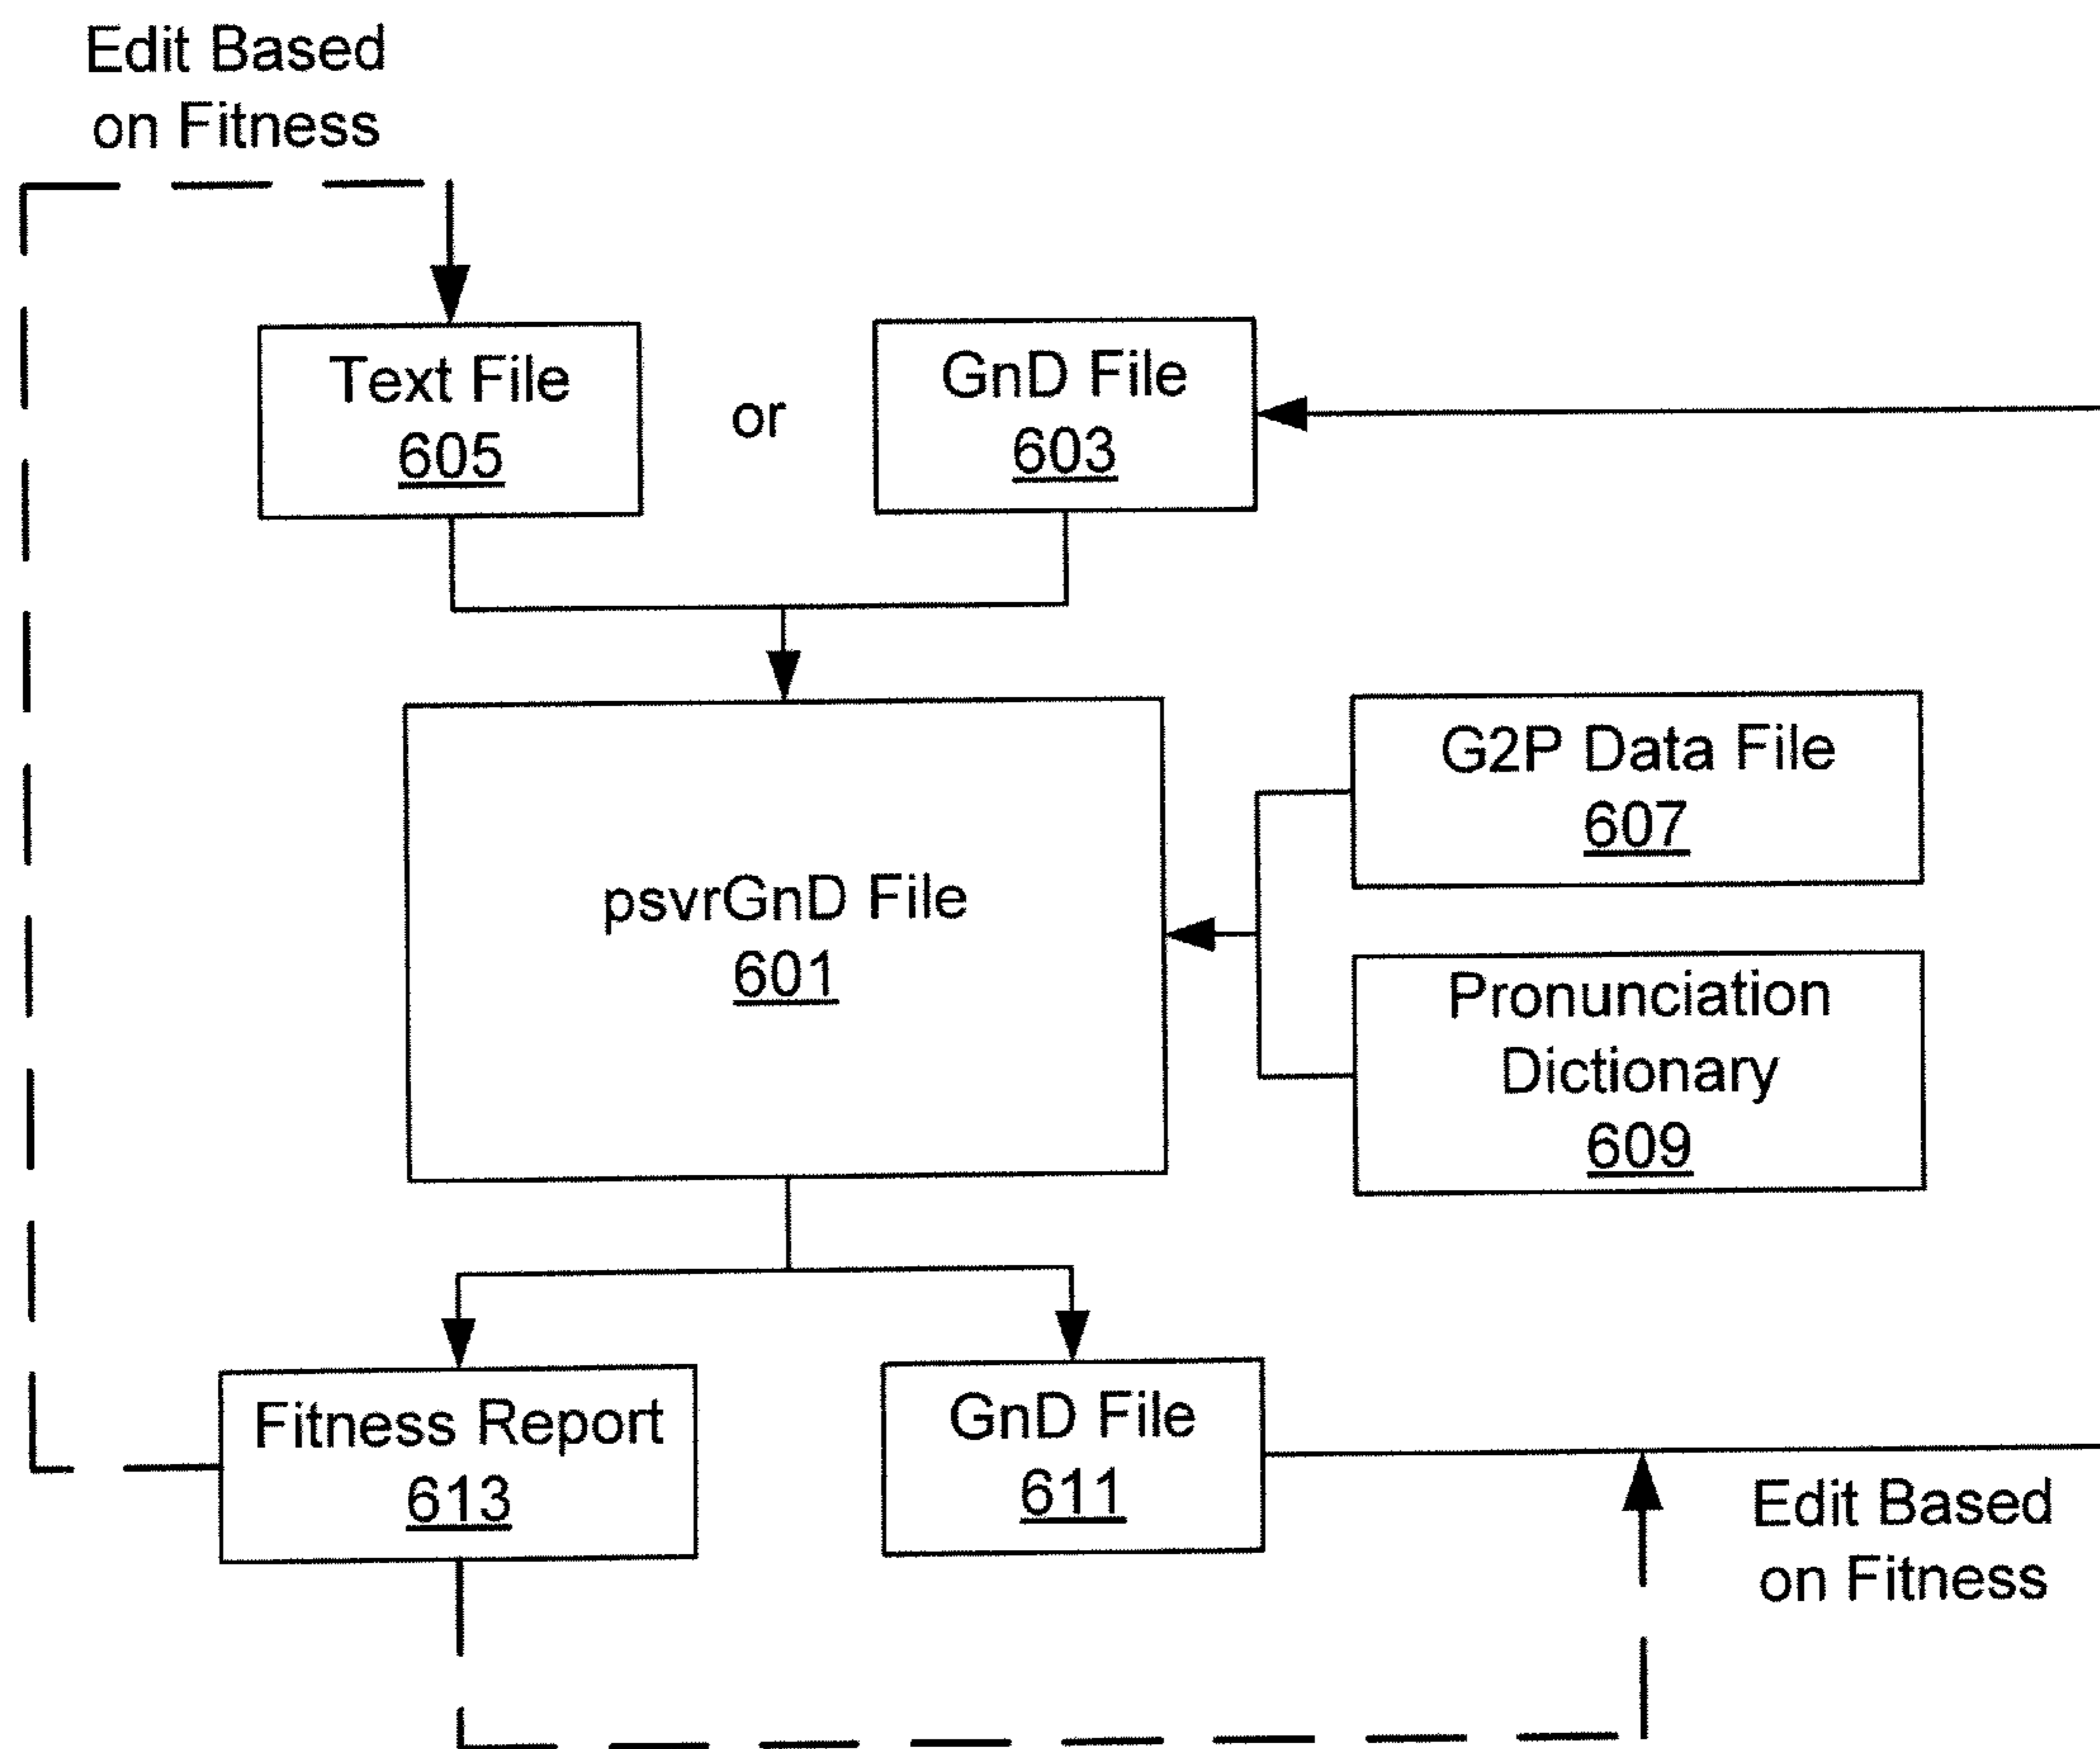 Edit Based
on Fitness
Text File
605
or
GnD File
603
psvrGnD File
601
G2P Data File
607
Pronunciation
Dictionary
609
Fitness Report
613
GnD File
611
Edit Based
on Fitness